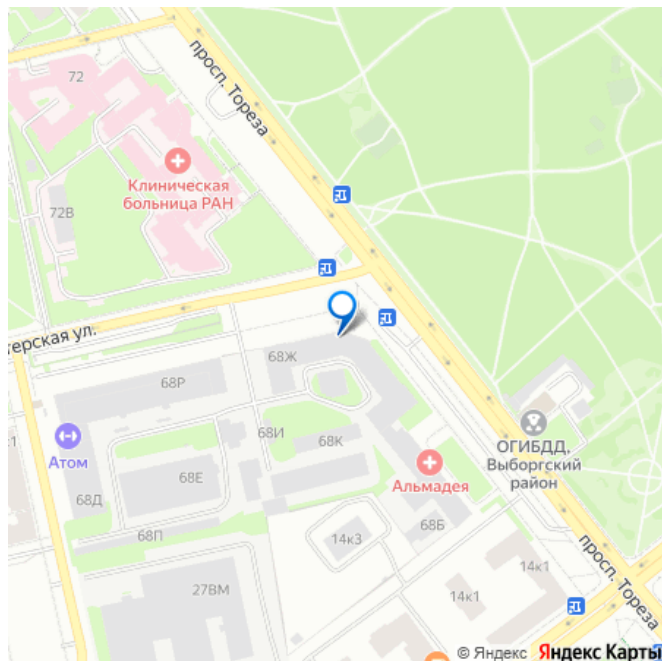 72
просп. Тореза
Клиническая
больница РАН
72В
терская ул.
68Ж
68Р
68И
68К
Атом
68Е
Альмадея
ОГИБДД,
Выборгский
район
68Д
68П
68Б
14к3
просп. Тореза
14к1
14к1
27ВМ
© Яндекс Яндекс Карты